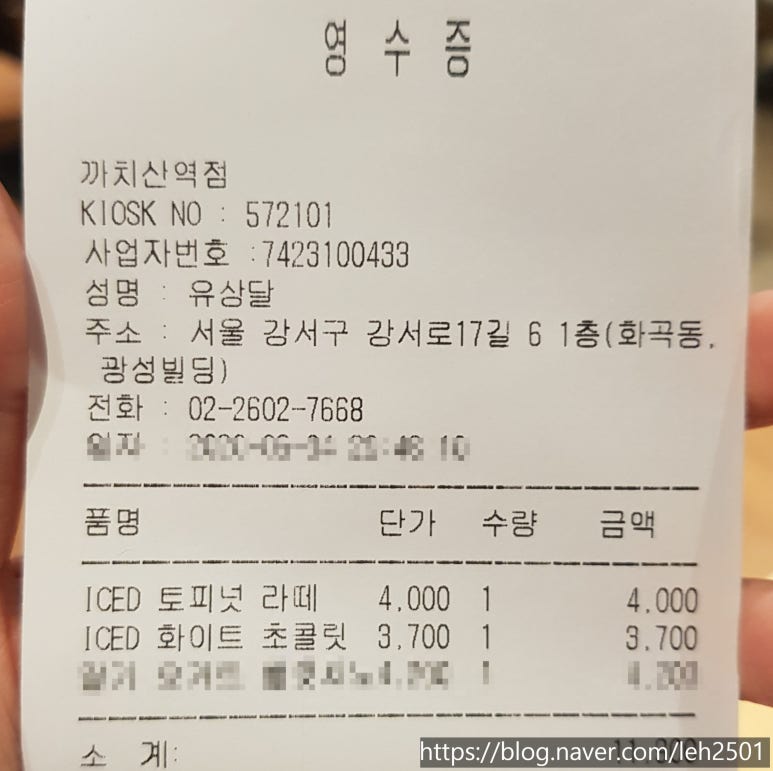 영 수 증
까치산역점
KIOSK NO : 572101
사업자번호 :7423100433
성명 : 유상달
주소 : 서울 강서구 강서로17길 6 1층(화곡동,
광성빌딩)
전화 : 02-2602-7668
품명 단가 수량 금액
ICED 토피넛 라떼 4,000 1 4,000
ICED 화이트 초콜릿 3,700 1 3,700
소 계:
https://blog.naver.com/leh2501